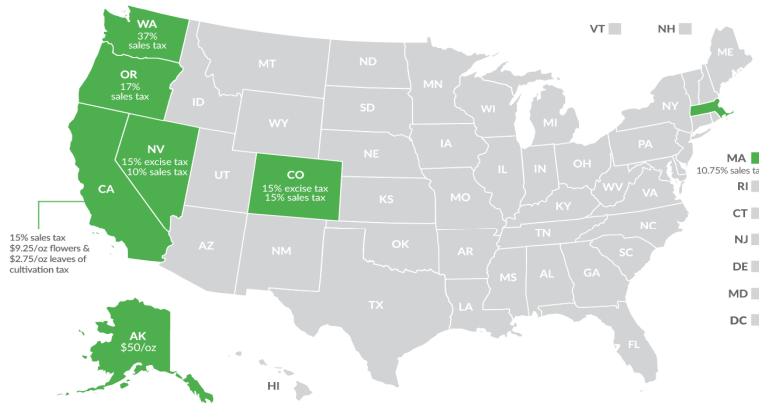 WA
37%
sales tax
VT
NH
ME
OR
17%
sales tax
MT
ND
MN
ID
SD
WI
NY
WY
MI
NV
15% excise tax
10% sales tax
NE
IA
PA
MA
10.75% sales ta
CA
UT
CO
15% excise tax
15% sales tax
IL
IN
OH
RI
KS
MO
WV
VA
KY
CT
15% sales tax
$9.25/oz flowers &
$2.75/oz leaves of
cultivation tax
AZ
NM
OK
AR
TN
NC
NJ
SC
DE
MS
AL
GA
TX
LA
MD
AK
$50/oz
FL
DC
HI